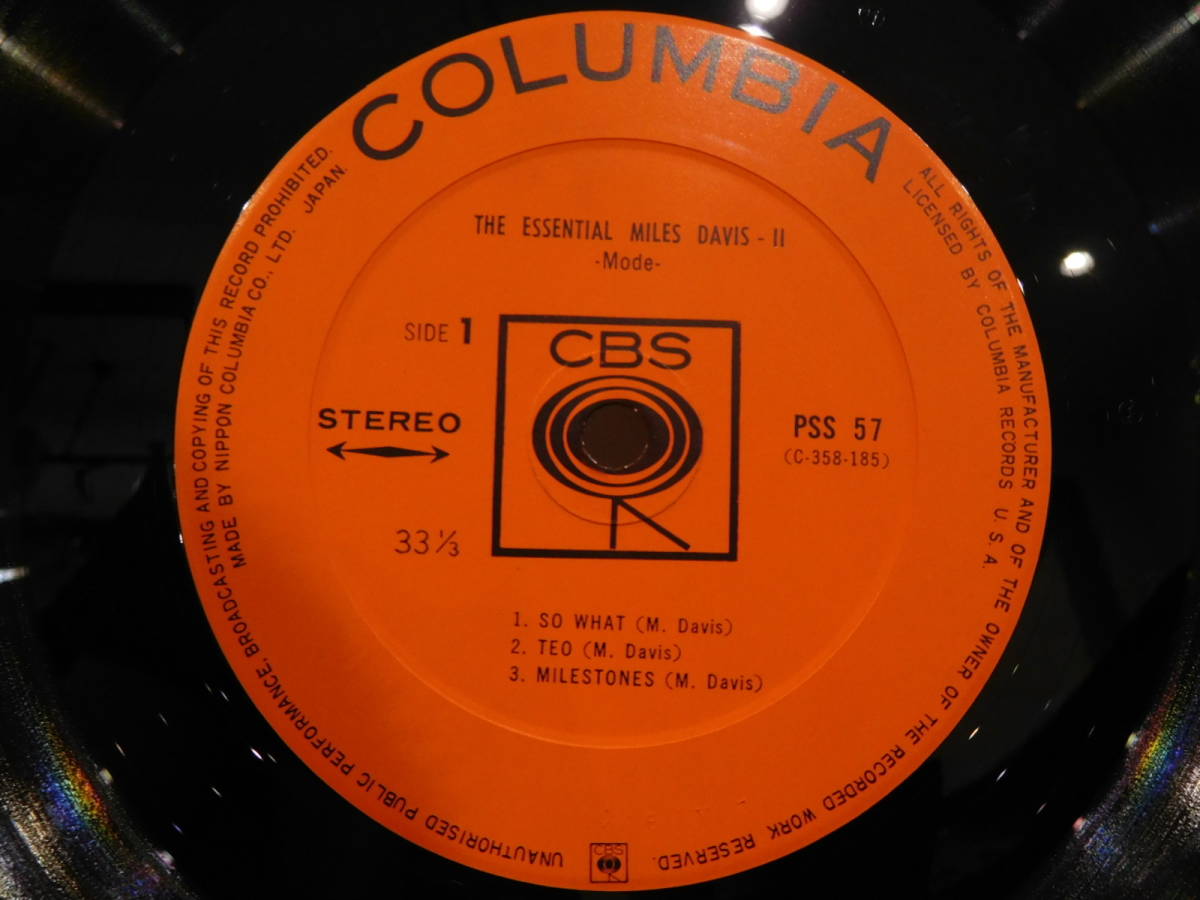 COLUMBIA
THE ESSENTIAL MILES DAVIS - II
-Mode-
SIDE 1
CBS
STEREO
PSS 57
(C-358-185)
33 1/3
1. SO WHAT (M. Davis)
2. TEO (M. Davis)
3. MILESTONES (M. Davis)
ALL RIGHTS OF THE MANUFACTURER AND OF THE OWNER OF THE RECORDED WORK RESERVED.
LICENSED BY COLUMBIA RECORDS U. S. A.
UNAUTHORISED PUBLIC PERFORMANCE, BROADCASTING AND COPYING OF THIS RECORD PROHIBITED.
MADE BY NIPPON COLUMBIA CO., LTD. JAPAN.
CBS